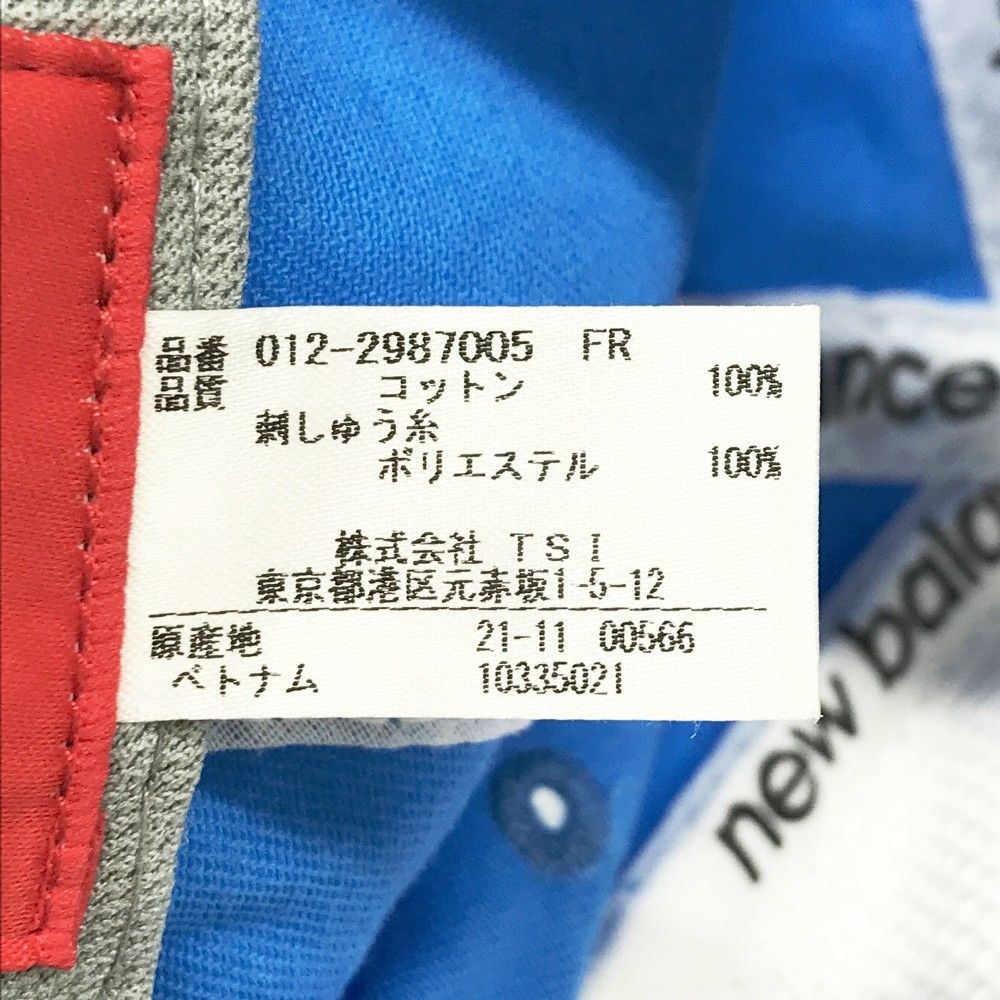 品番 012-2987005 FR
品質 コットン 100%
刺しゅう糸
ポリエステル 100%
株式会社 TSI
東京都港区元赤坂1-5-12
原産地 21-11 00566
ベトナム 10335021
ance
new bala